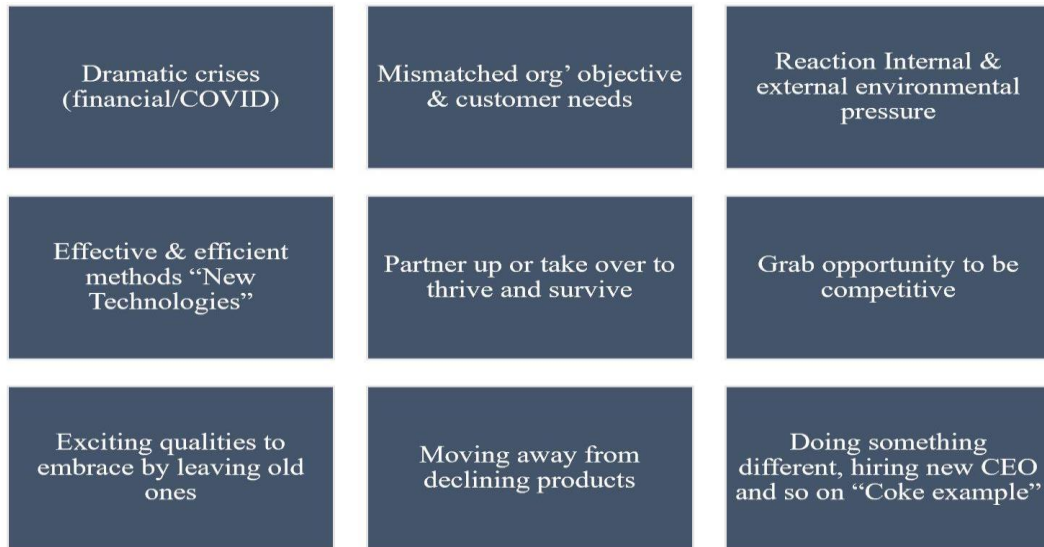 Dramatic crises
(financial/COVID)
Mismatched org’ objective
& customer needs
Reaction Internal &
external environmental
pressure
Effective & efficient
methods “New
Technologies”
Partner up or take over to
thrive and survive
Grab opportunity to be
competitive
Exciting qualities to
embrace by leaving old
ones
Moving away from
declining products
Doing something
different, hiring new CEO
and so on “Coke example”